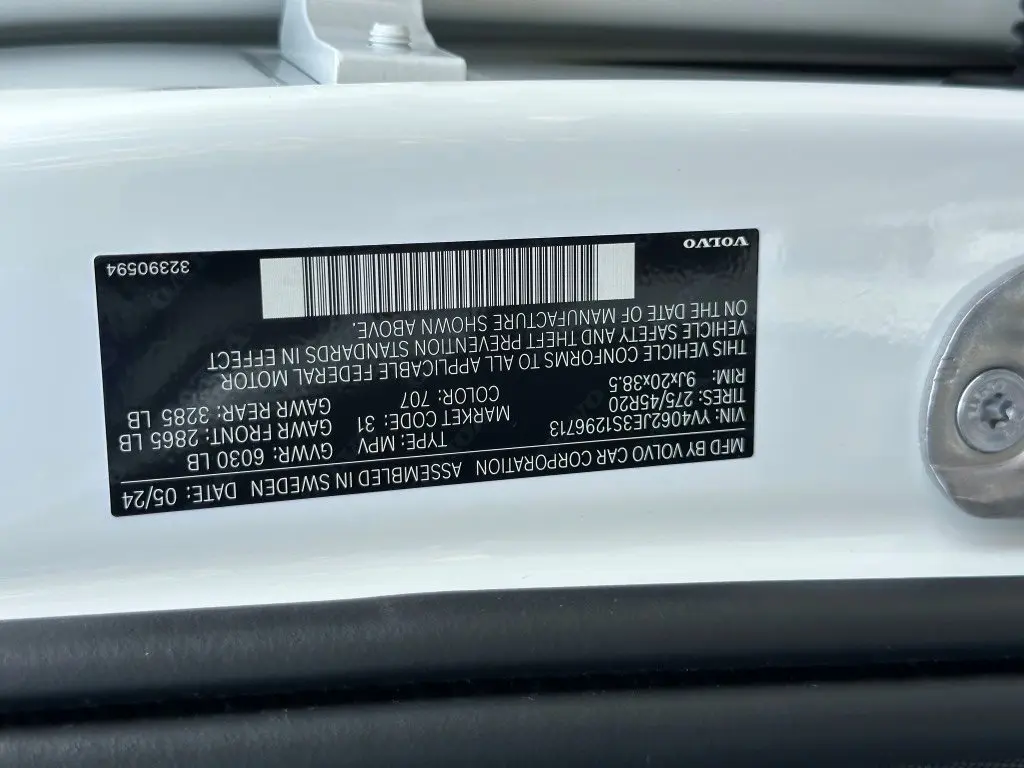 MFD BY VOLVO CAR CORPORATION ASSEMBLED IN SWEDEN DATE: 05/24
VIN: YV4062JE3S1296713 TYPE: MPV GVWR: 6030 LB
TIRES: 275/45R20 MARKET CODE: 31 GAWR FRONT: 2865 LB
RIM: 9Jx20x38.5 COLOR: 707 GAWR REAR: 3285 LB
THIS VEHICLE CONFORMS TO ALL APPLICABLE FEDERAL MOTOR
VEHICLE SAFETY AND THEFT PREVENTION STANDARDS IN EFFECT
ON THE DATE OF MANUFACTURE SHOWN ABOVE.
VOLVO 32390594